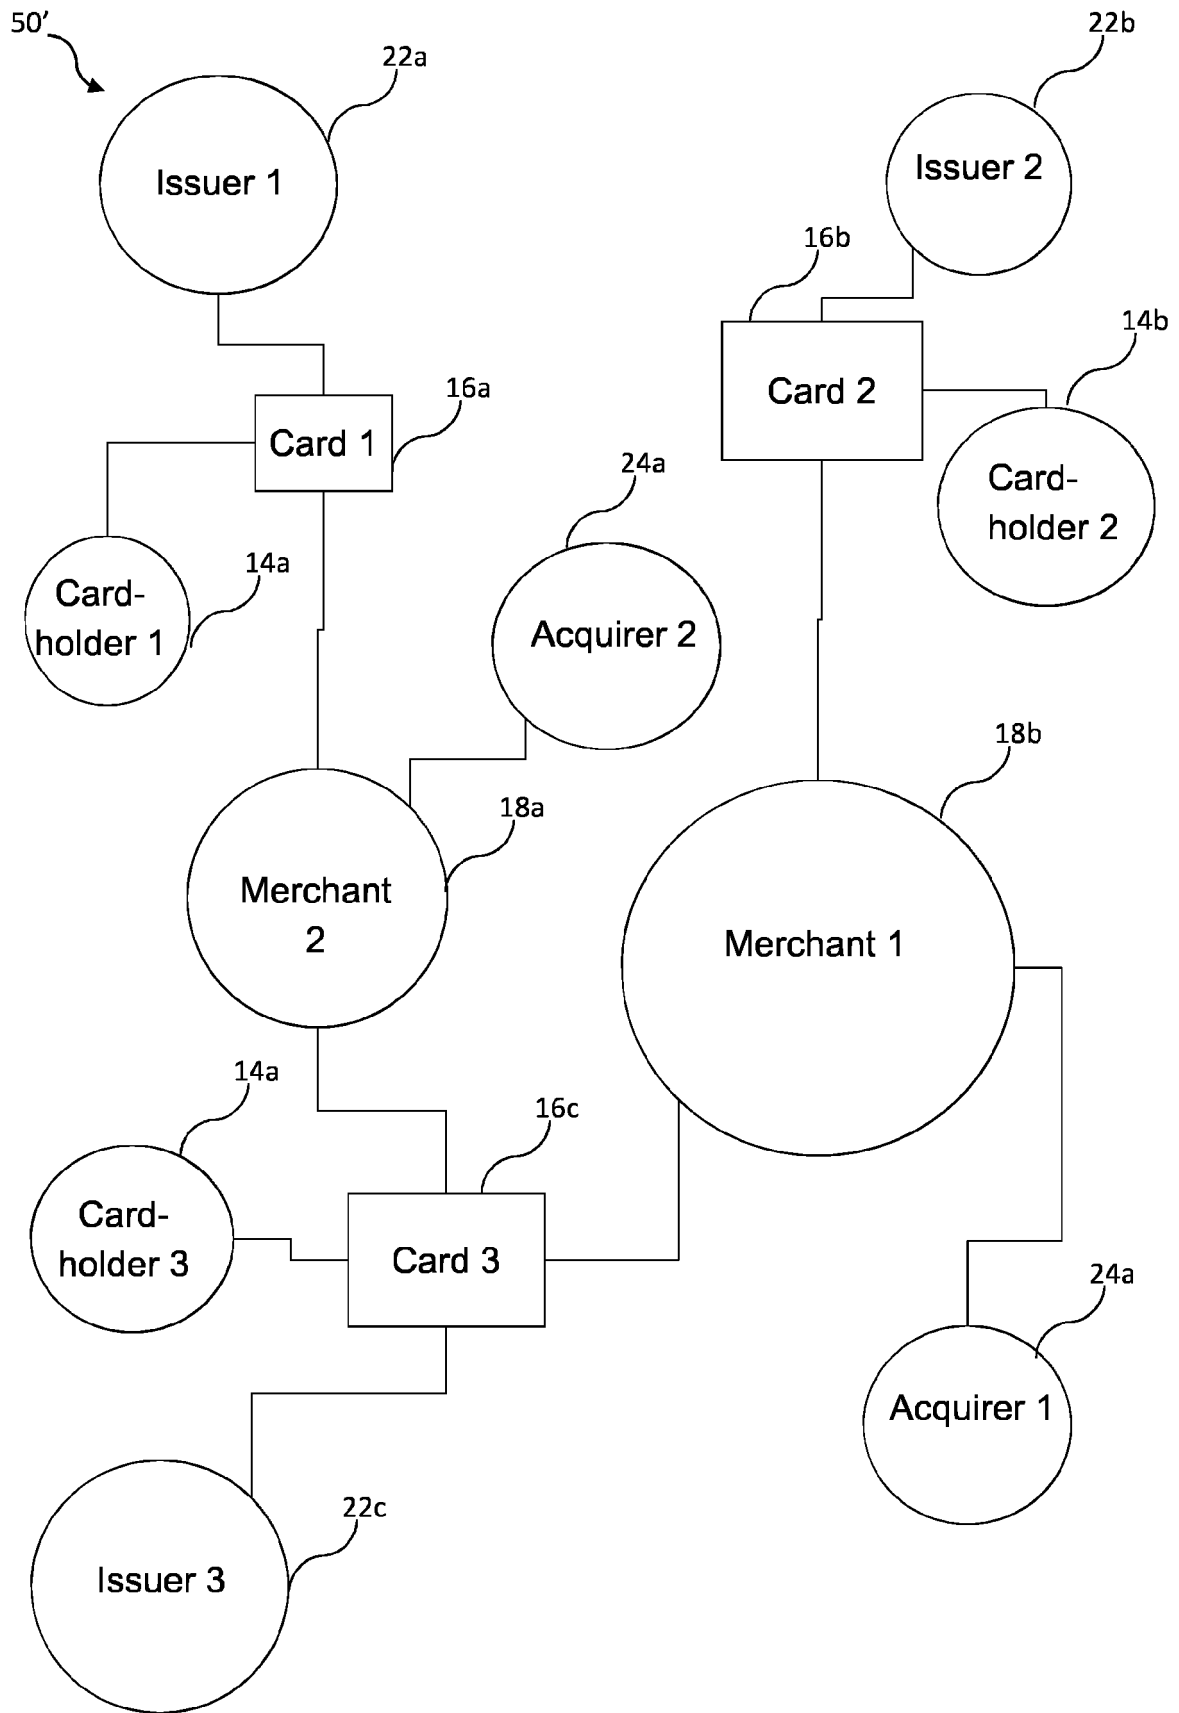 50’
22a
22b
Issuer 1
Issuer 2
16b
14b
16a
Card 2
Card 1
24a
Card-
holder 2
14a
Card-
holder 1
Acquirer 2
18b
18a
Merchant
2
Merchant 1
14a
16c
Card-
holder 3
Card 3
24a
Acquirer 1
22c
Issuer 3